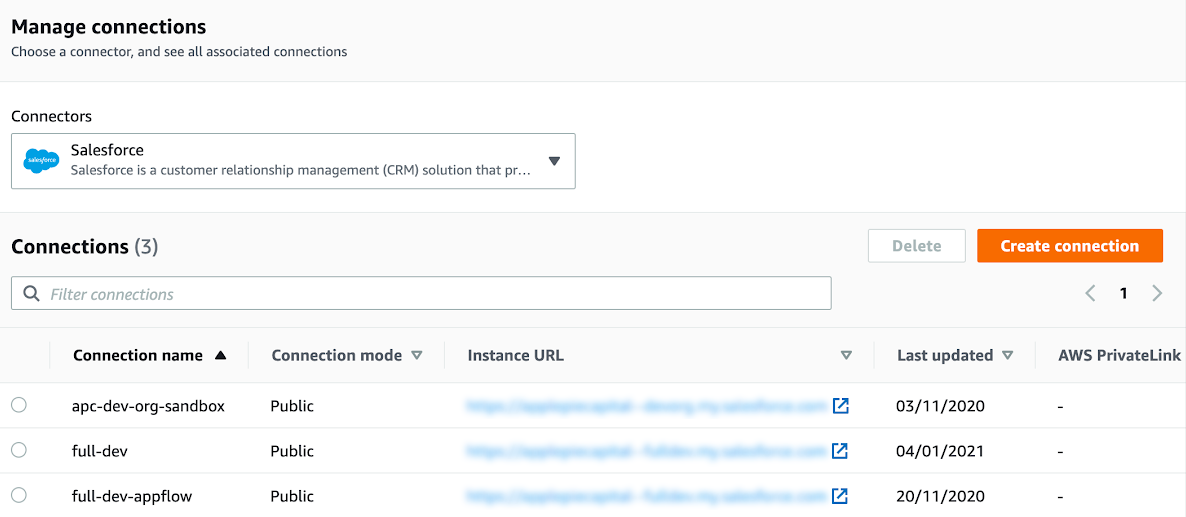 Manage connections
Choose a connector, and see all associated connections
Connectors
Salesforce
salesforce
Salesforce is a customer relationship management (CRM) solution that pr...
Connections (3)
Delete
Create connection
Filter connections
1
Connection name Connection mode Instance URL Last updated AWS PrivateLink
apc-dev-org-sandbox Public 03/11/2020 -
full-dev Public 04/01/2021 -
full-dev-appflow Public 20/11/2020 -